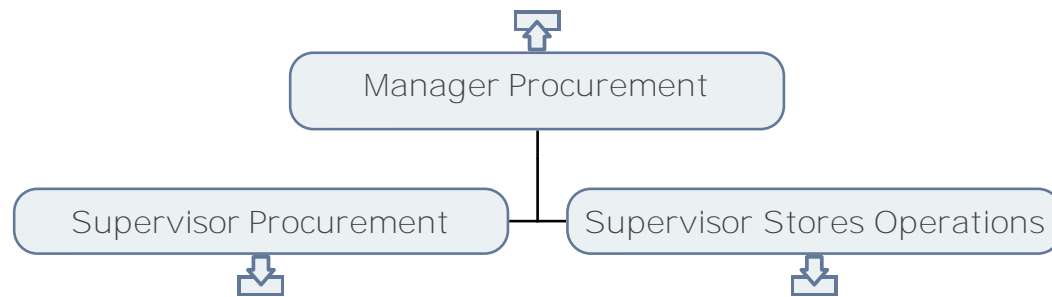 Manager Procurement
Supervisor Procurement
Supervisor Stores Operations